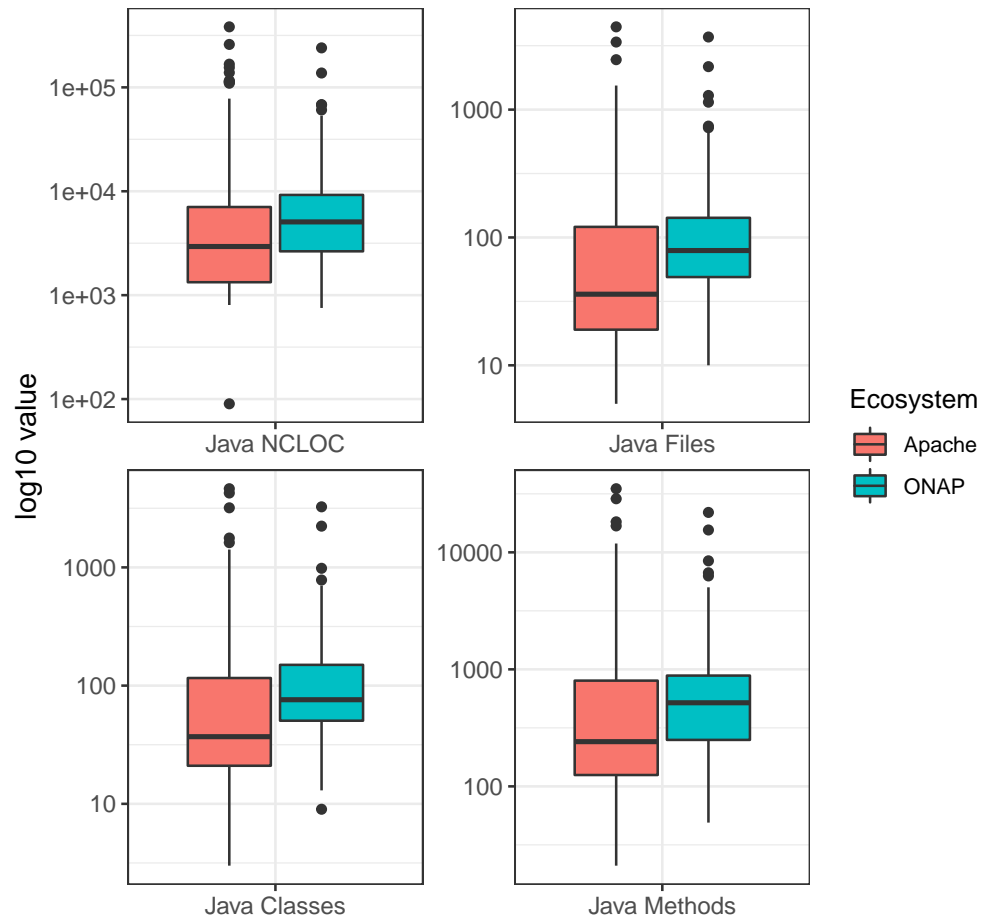 log10 value
1e+05
1e+04
1e+03
1e+02
Java NCLOC
1000
100
10
Java Files
1000
100
10
Java Classes
10000
1000
100
Java Methods
Ecosystem
Apache
ONAP